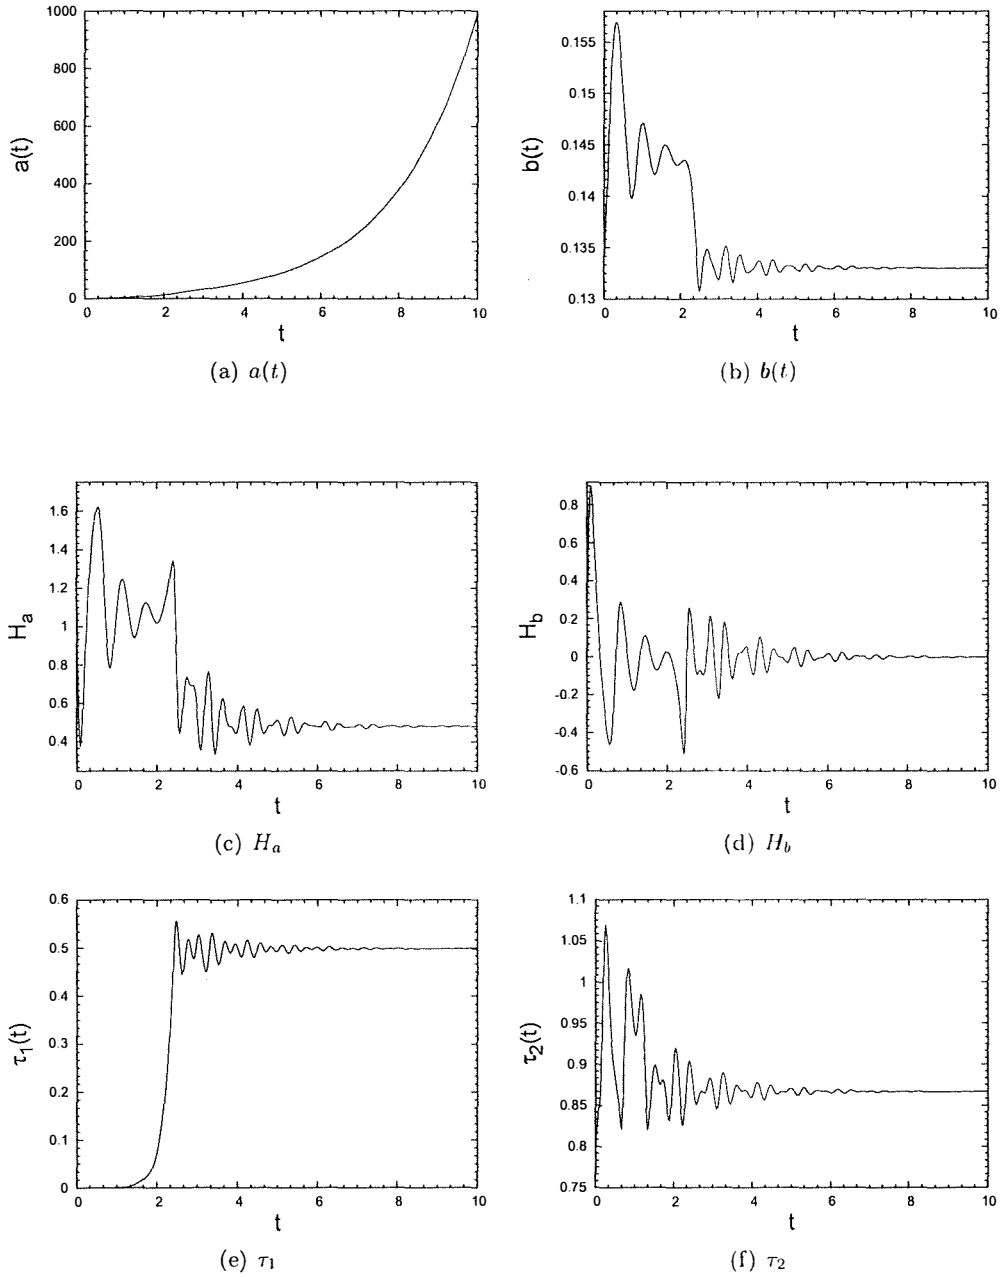 1000
800
600
400
200
0
a(t)
0 2 4 6 8 10
t
(a) a(t)
0.155
0.15
0.145
0.14
0.135
0.13
b(t)
0 2 4 6 8 10
t
(b) b(t)
1.6
1.4
1.2
1
0.8
0.6
0.4
H_a
0 2 4 6 8 10
t
(c) H_a
0.8
0.6
0.4
0.2
0
-0.2
-0.4
-0.6
H_b
0 2 4 6 8 10
t
(d) H_b
0.6
0.5
0.4
0.3
0.2
0.1
0
τ_1(t)
0 2 4 6 8 10
t
(e) τ_1
1.1
1.05
1
0.95
0.9
0.85
0.8
0.75
τ_2(t)
0 2 4 6 8 10
t
(f) τ_2